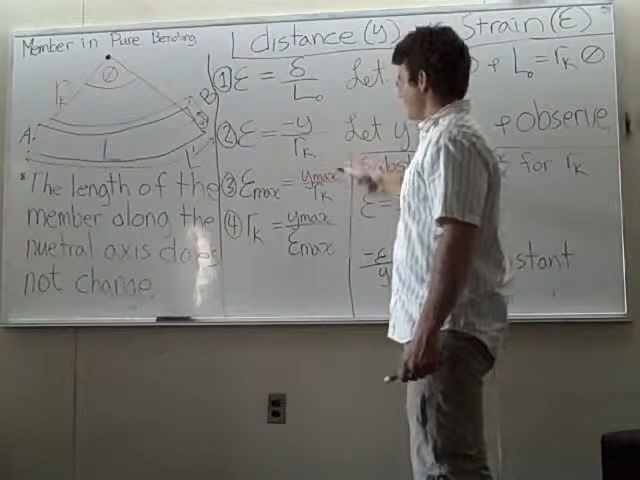 Member in Pure Bending
∅
rₖ
A
B
L
L'
*The length of the
member along the
nuetral axis does
not change.
⊥ distance (y) vs Strain (ε)
① ε = δ/L₀ Let & L₀ = rₖ∅
② ε = -y/rₖ Let y & observe
③ εmax = ymax/rₖ
④ rₖ = ymax/εmax
Subst for rₖ
ε =
-ε/y stant